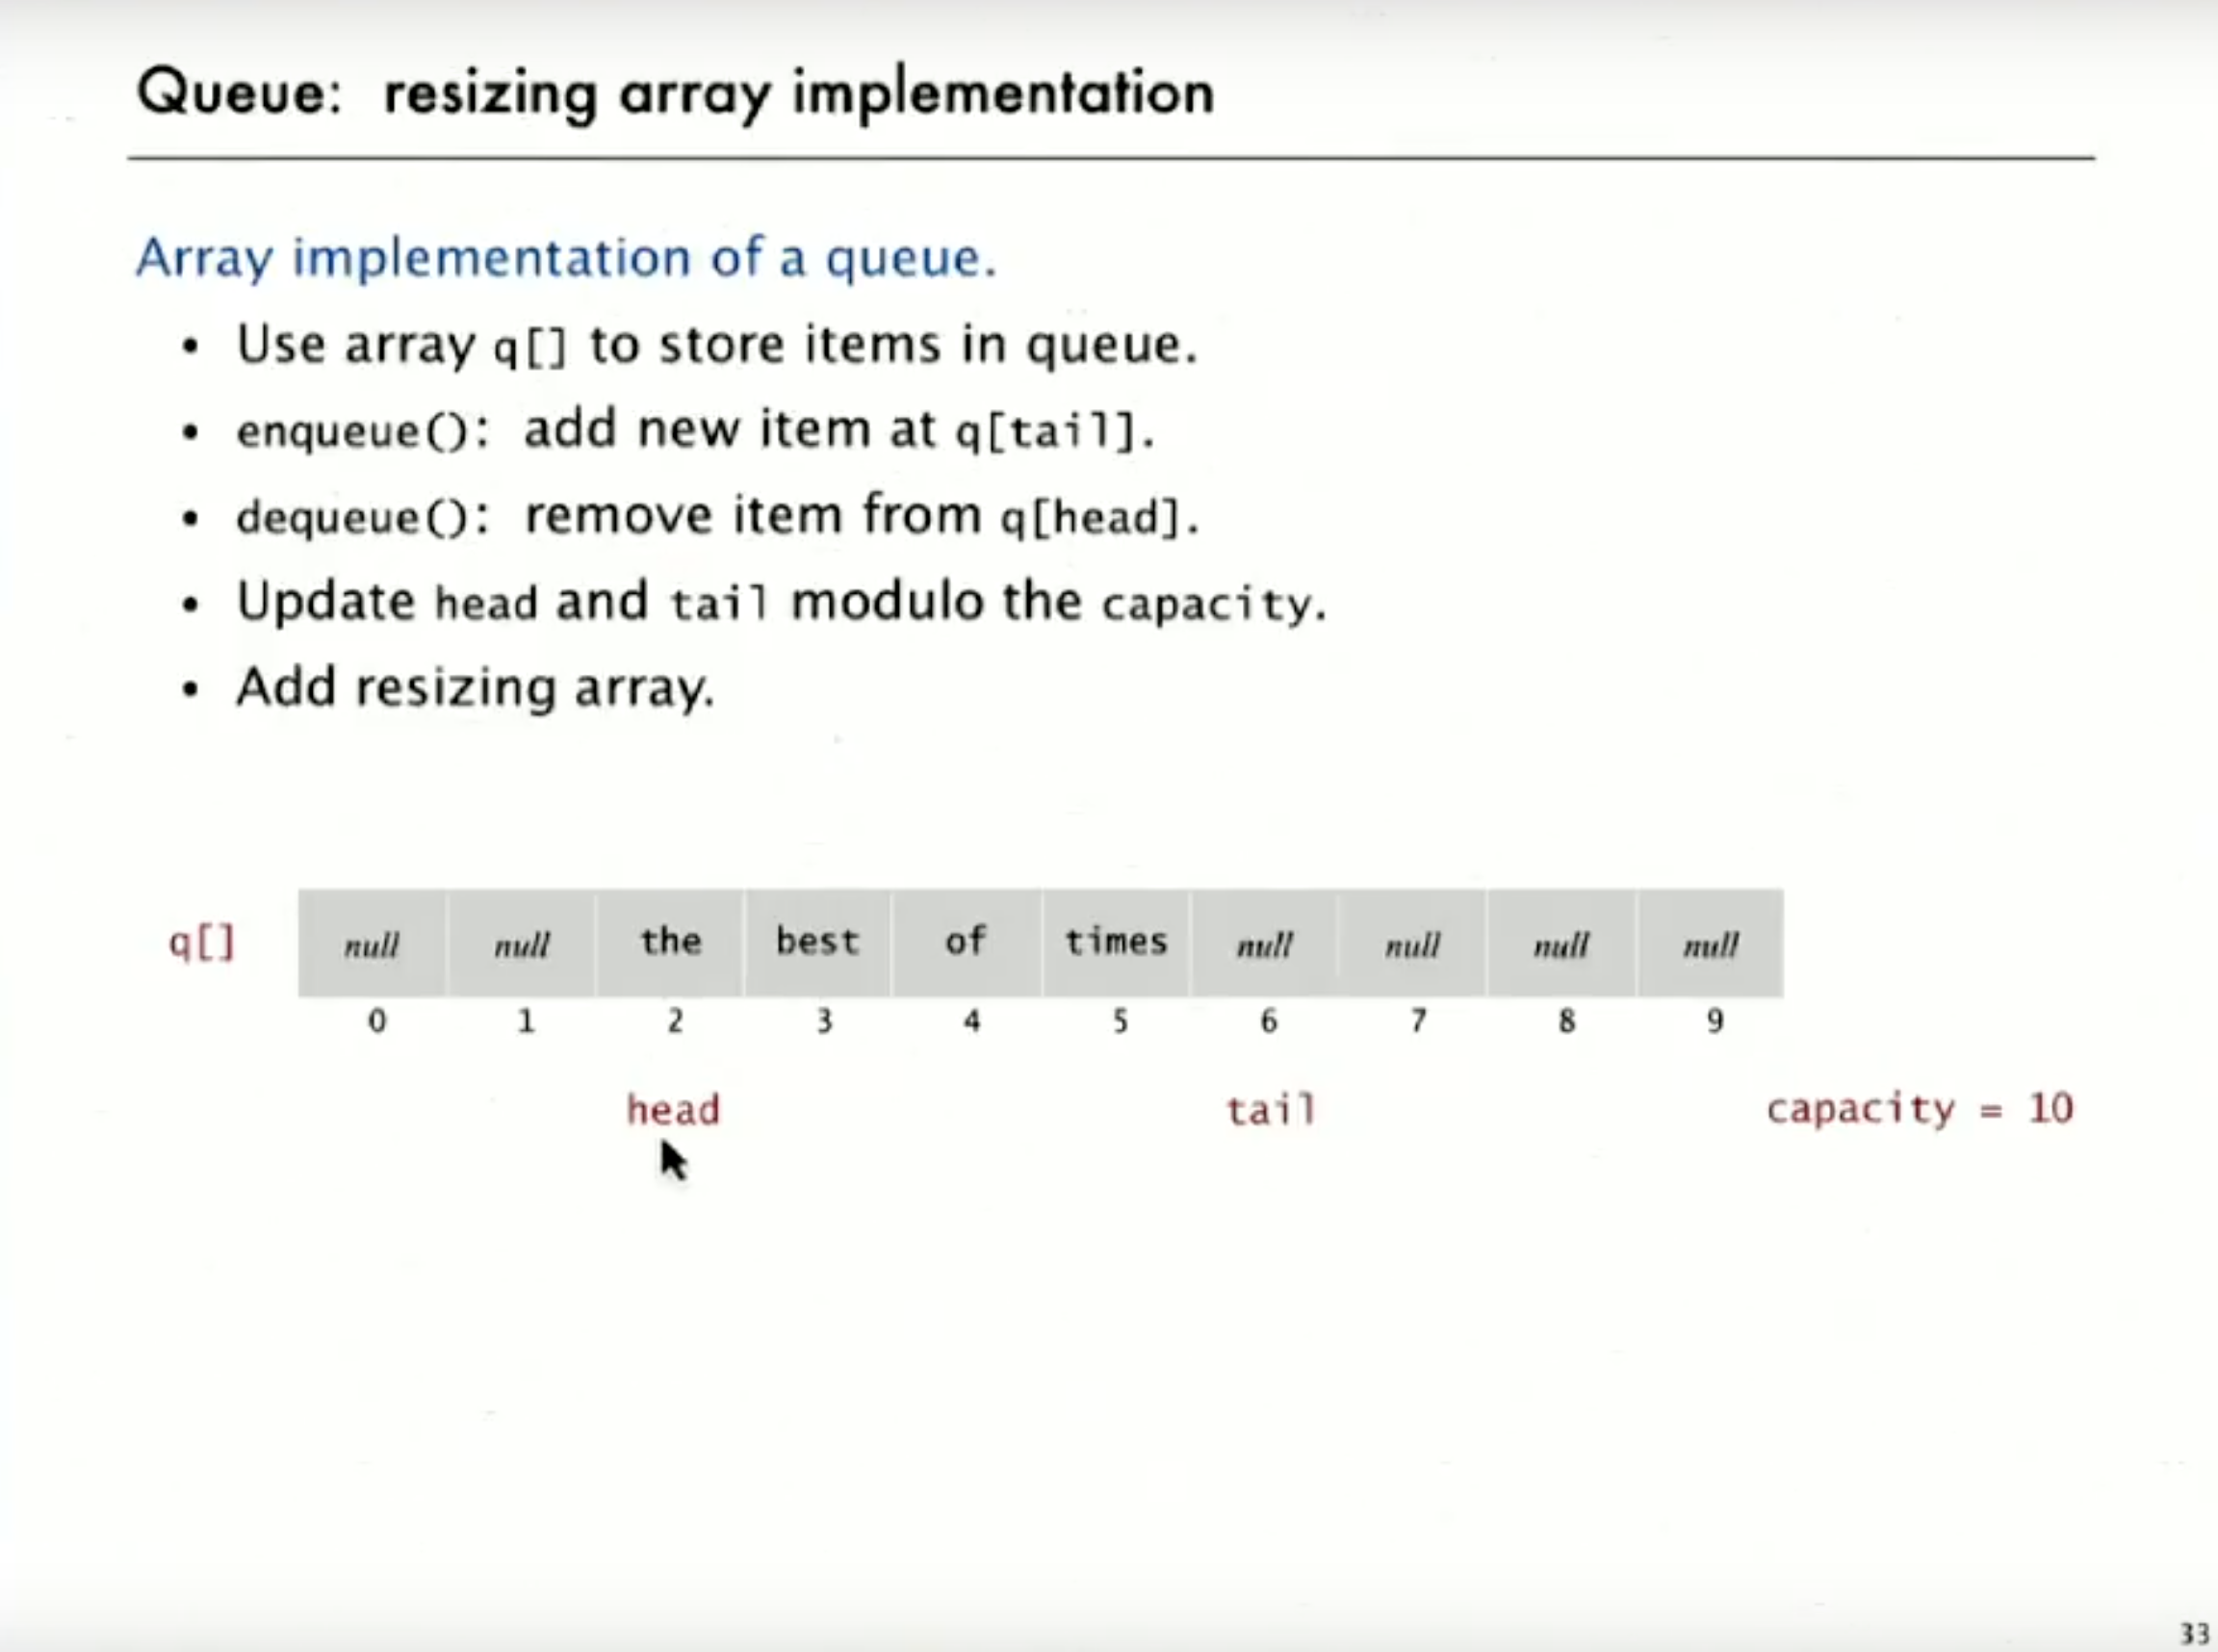 Queue: resizing array implementation
Array implementation of a queue.
• Use array q[] to store items in queue.
• enqueue(): add new item at q[tail].
• dequeue(): remove item from q[head].
• Update head and tail modulo the capacity.
• Add resizing array.
q[] null null the best of times null null null null
0 1 2 3 4 5 6 7 8 9
head tail capacity = 10
33